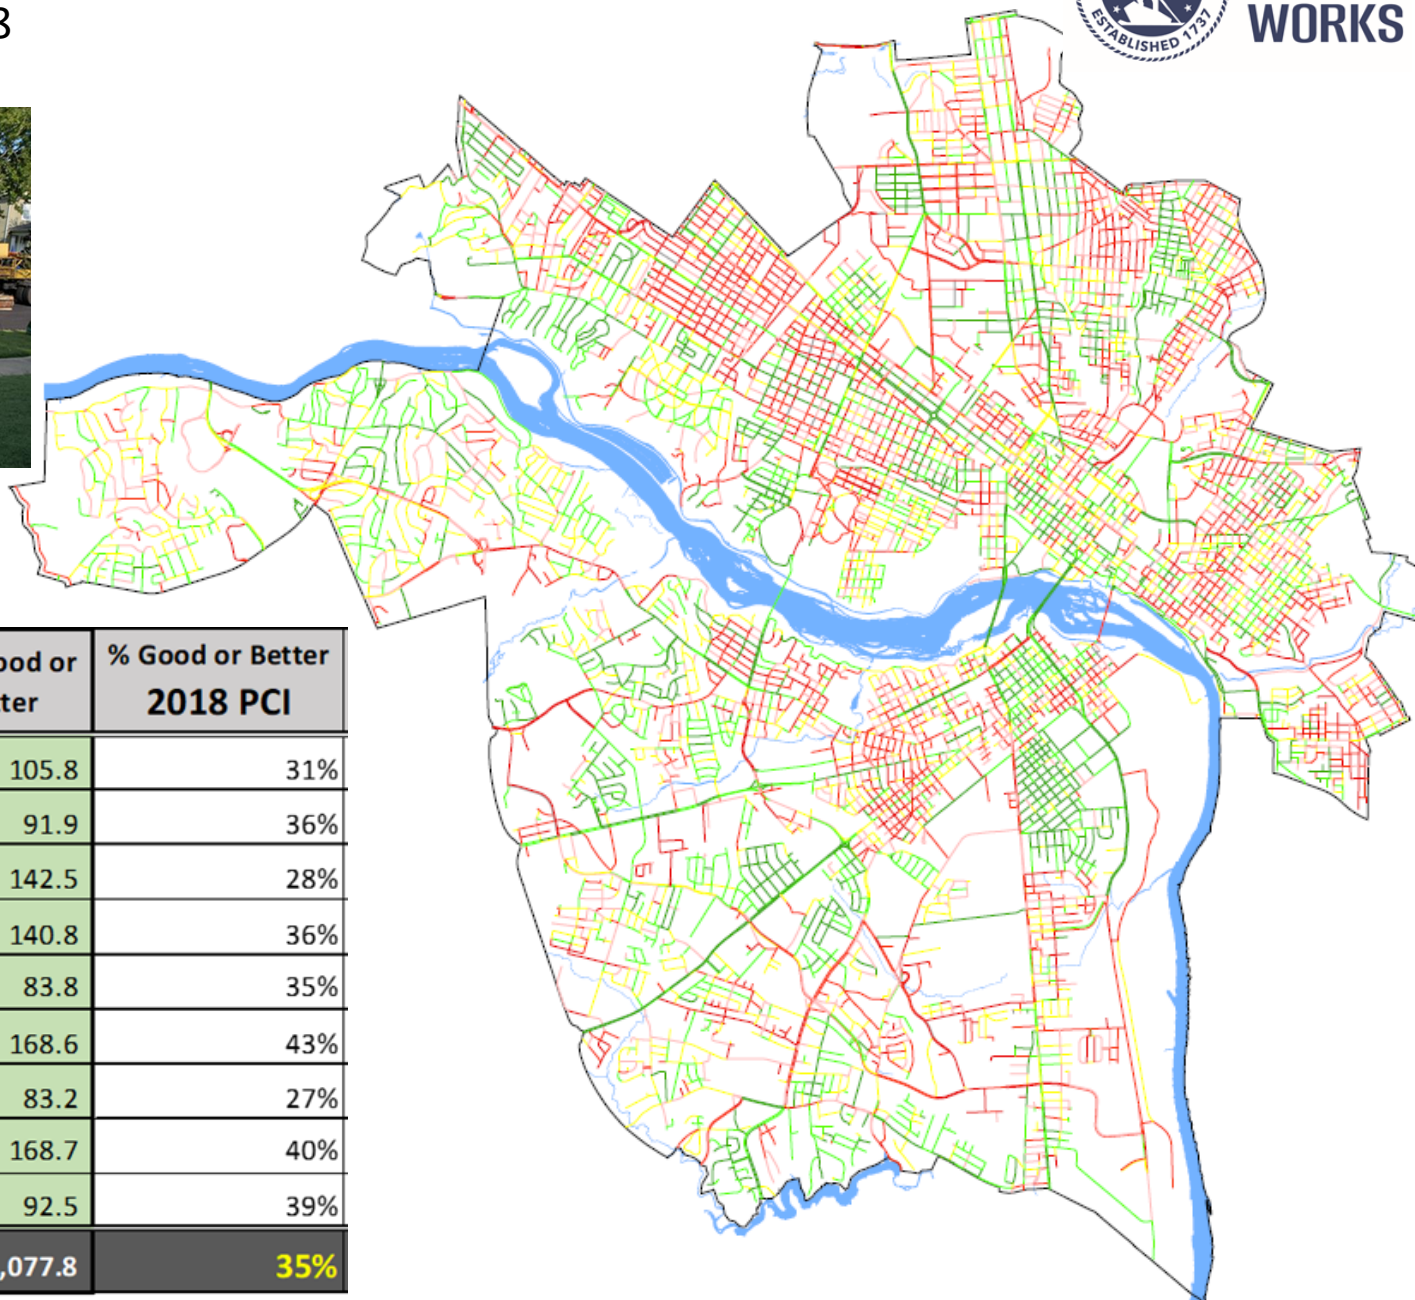 8
ESTABLISHED 1737
WORKS
ood or % Good or Better
ter 2018 PCI
105.8 31%
91.9 36%
142.5 28%
140.8 36%
83.8 35%
168.6 43%
83.2 27%
168.7 40%
92.5 39%
,077.8 35%